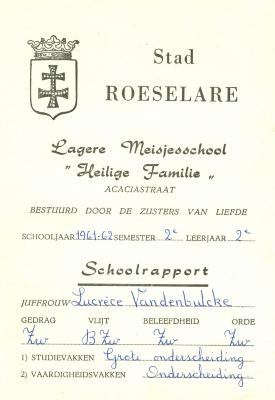 Stad
ROESELARE
Lagere Meisjesschool
" Heilige Familie „
ACACIASTRAAT
BESTUURD DOOR DE ZUSTERS VAN LIEFDE
SCHOOLJAAR 1961-62 SEMESTER 2e LEERJAAR 2e
Schoolrapport
JUFFROUW Lucrèce Vandenbulcke
GEDRAG VLIJT BELEEFDHEID ORDE
Zw B Zw Zw Zw
1) STUDIEVAKKEN Grote onderscheiding
2) VAARDIGHEIDSVAKKEN Onderscheiding